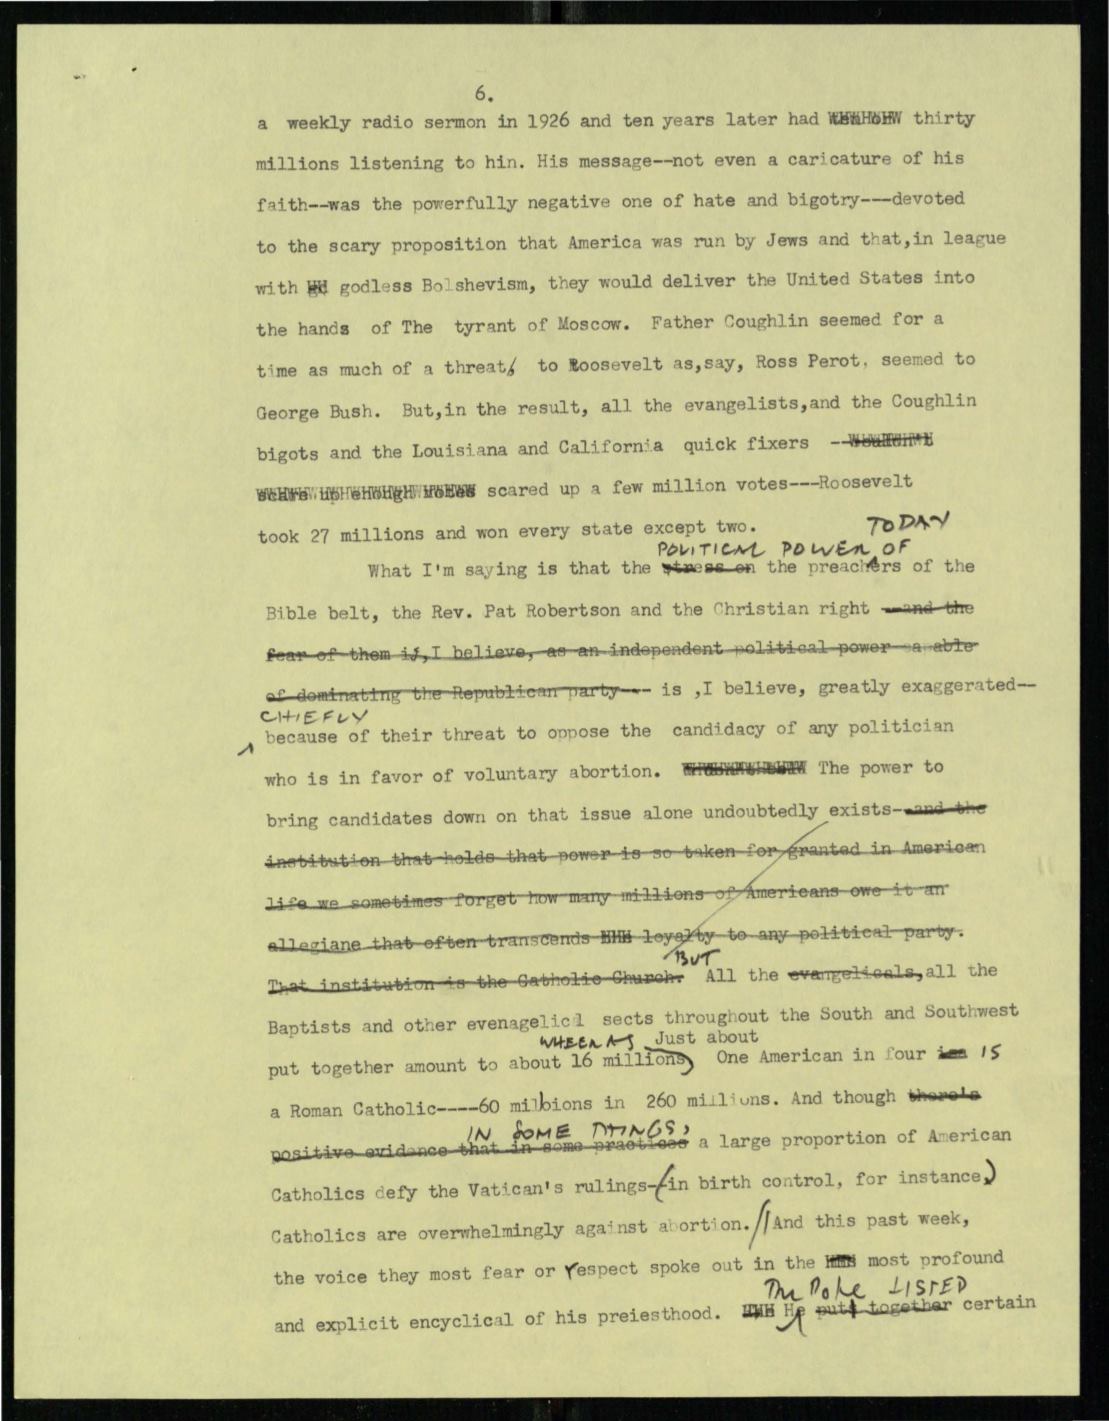 6.
a weekly radio sermon in 1926 and ten years later had thirty
millions listening to hin. His message--not even a caricature of his
faith--was the powerfully negative one of hate and bigotry---devoted
to the scary proposition that America was run by Jews and that,in league
with gd godless Bolshevism, they would deliver the United States into
the hands of The tyrant of Moscow. Father Coughlin seemed for a
time as much of a threat, to Roosevelt as,say, Ross Perot, seemed to
George Bush. But,in the result, all the evangelists,and the Coughlin
bigots and the Louisiana and California quick fixers -- wouldn't
scare up enough votes scared up a few million votes---Roosevelt
took 27 millions and won every state except two.
TODAY
POLITICAL POWER OF
What I'm saying is that the stress on the preachers of the
Bible belt, the Rev. Pat Robertson and the Christian right --and the
fear of them if,I believe, as an independent political power a able
of dominating the Republican party--- is ,I believe, greatly exaggerated--
CHIEFLY
because of their threat to oppose the candidacy of any politician
who is in favor of voluntary abortion. The power to
bring candidates down on that issue alone undoubtedly exists--and the
institution that holds that power is so taken for granted in American
life we sometimes forget how many millions of Americans owe it an
allegiane that often transcends loyalty to any political party.
BUT
That institution is the Catholic Church. All the evangelicals,all the
Baptists and other evenagelical sects throughout the South and Southwest
WHEREAS Just about
put together amount to about 16 millions) One American in four is a IS
a Roman Catholic----60 milbions in 260 millions. And though there's
IN SOME THINGS,
positive evidence that in some practices a large proportion of American
Catholics defy the Vatican's rulings-(in birth control, for instance,)
Catholics are overwhelmingly against abortion.//And this past week,
the voice they most fear or respect spoke out in the most profound
The Pope LISTED
and explicit encyclical of his preiesthood. He put together certain